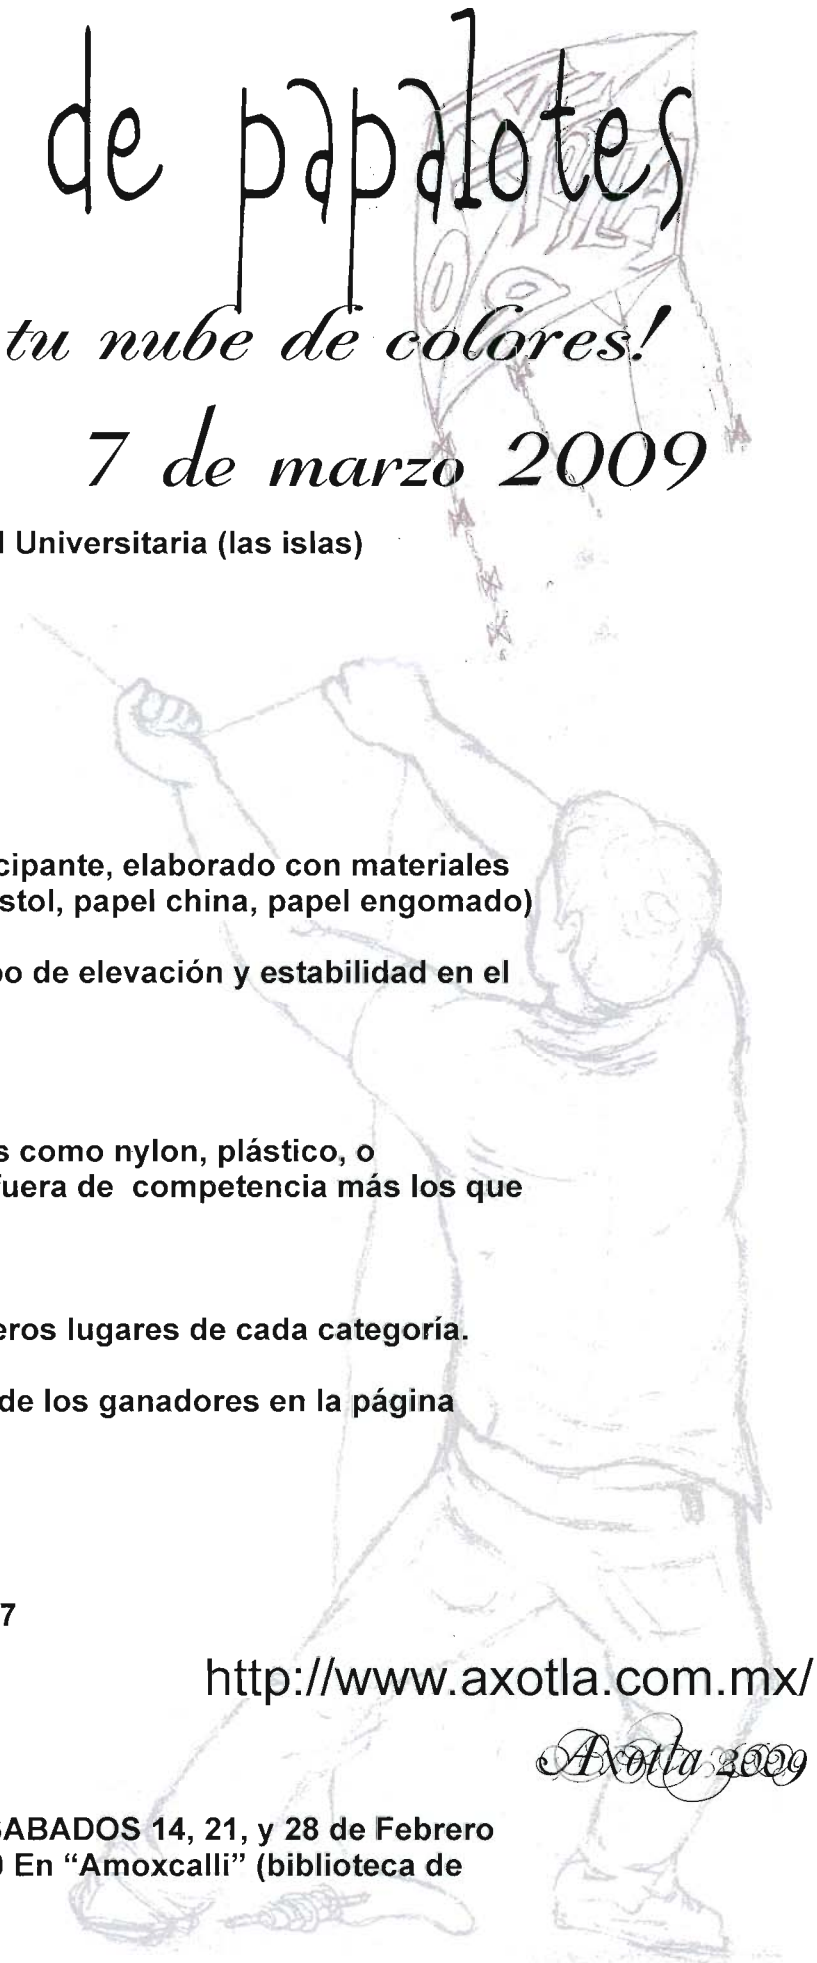 de papalotes
tu nube de colores!
7 de marzo 2009
Universitaria (las islas)
cipante, elaborado con materiales
stol, papel china, papel engomado)
po de elevación y estabilidad en el
s como nylon, plástico, o
fuera de competencia más los que
eros lugares de cada categoría.
de los ganadores en la página
7
http://www.axotla.com.mx/
Axotla 2009
SABADOS 14, 21, y 28 de Febrero
En “Amoxcalli” (biblioteca de